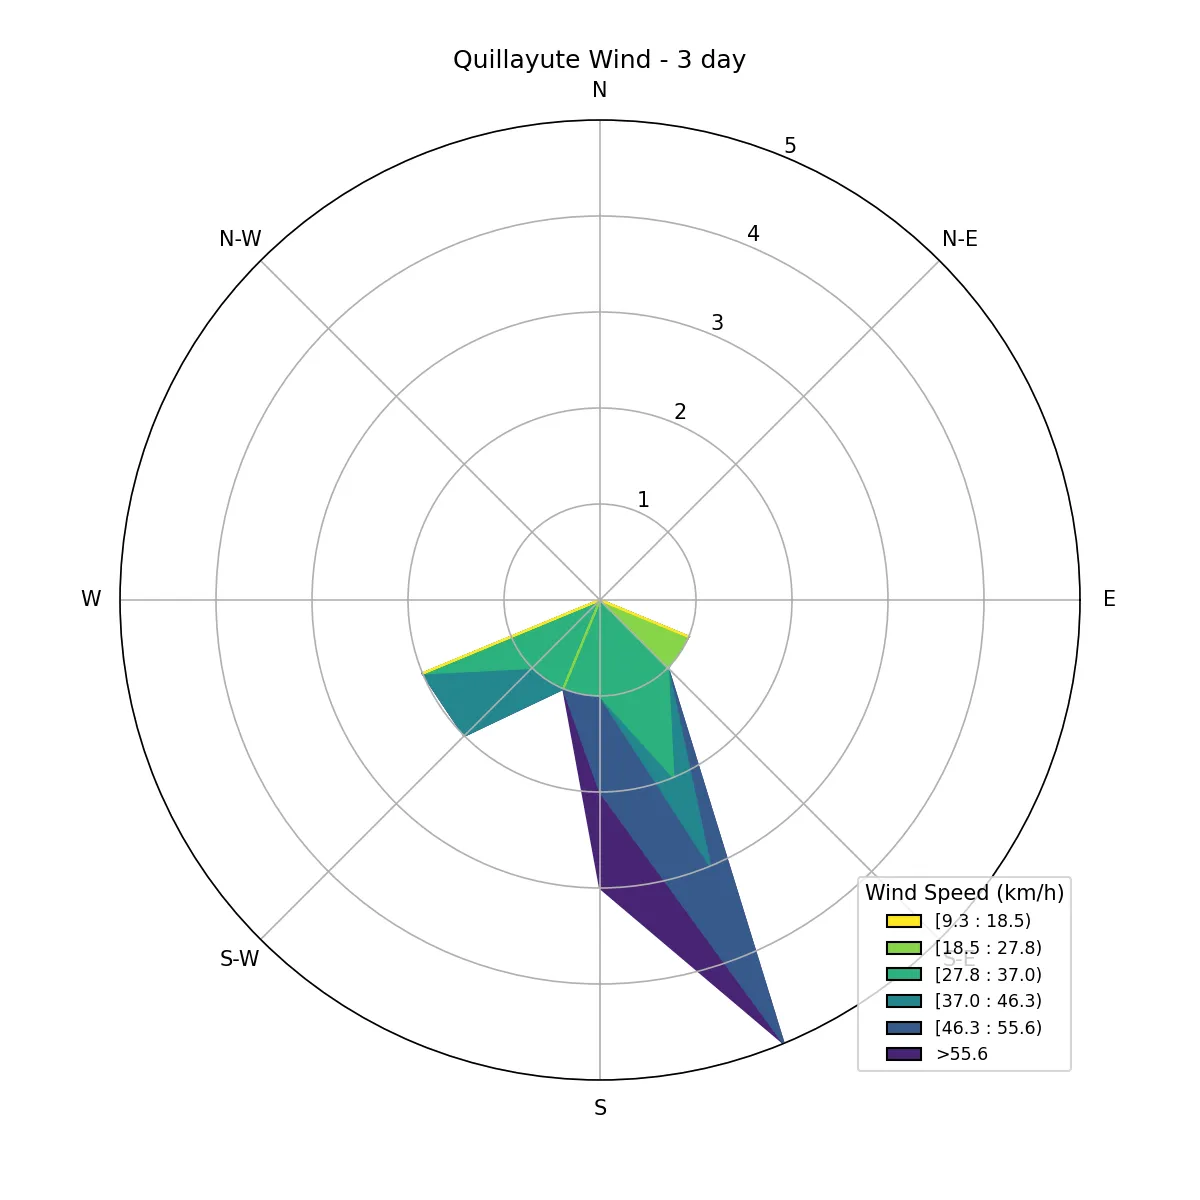 Quillayute Wind - 3 day
N
5
N-W
N-E
4
3
2
1
W
E
Wind Speed (km/h)
[9.3 : 18.5)
[18.5 : 27.8)
S-W
S-E
[27.8 : 37.0)
[37.0 : 46.3)
[46.3 : 55.6)
>55.6
S